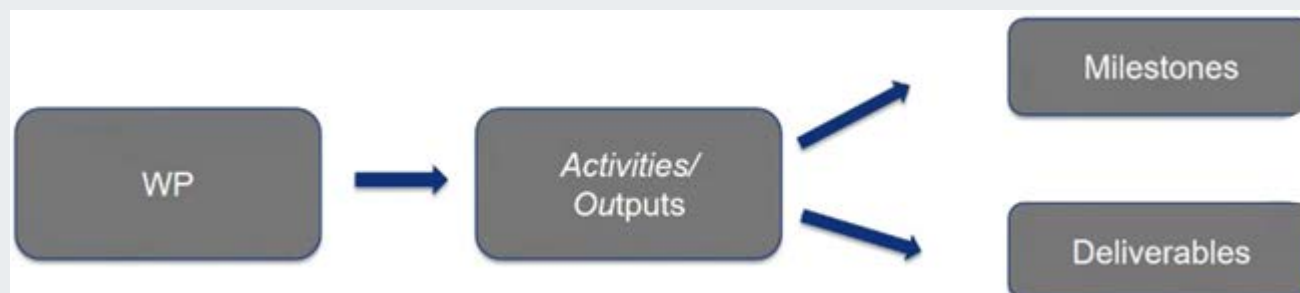 WP
Activities/
Outputs
Milestones
Deliverables